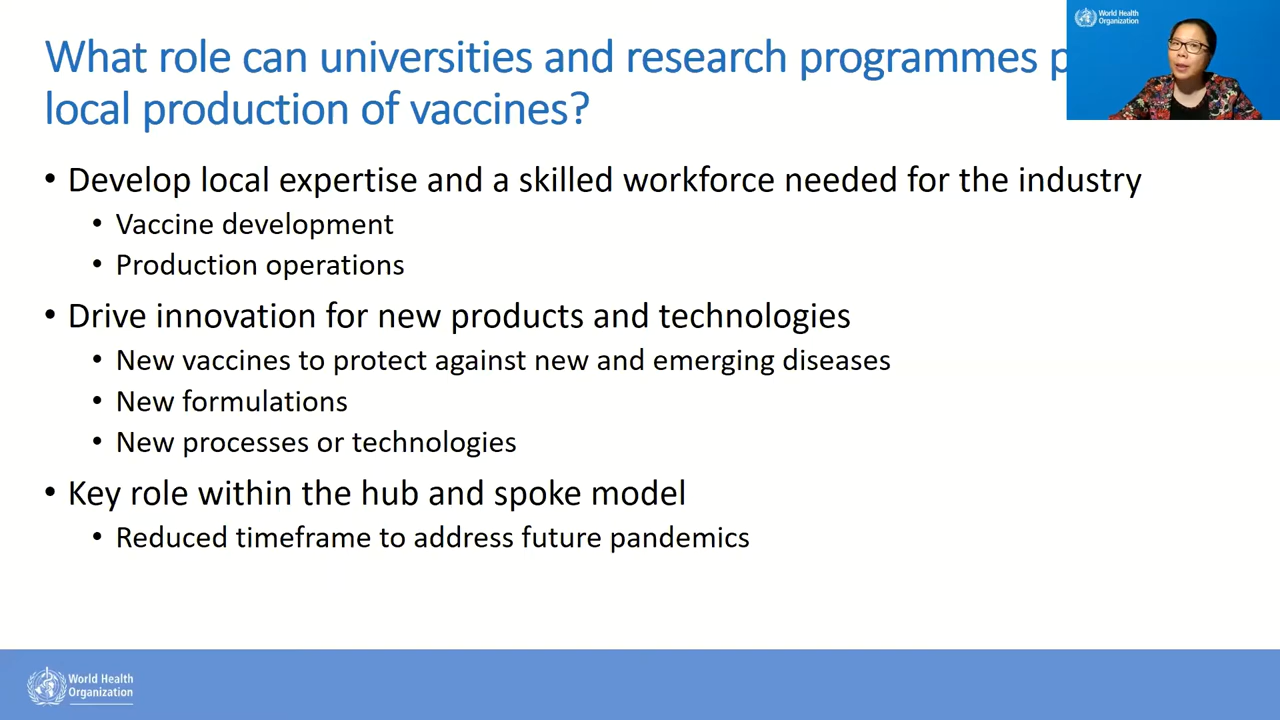 What role can universities and research programmes p
local production of vaccines?
World Health
Organization
• Develop local expertise and a skilled workforce needed for the industry
• Vaccine development
• Production operations
• Drive innovation for new products and technologies
• New vaccines to protect against new and emerging diseases
• New formulations
• New processes or technologies
• Key role within the hub and spoke model
• Reduced timeframe to address future pandemics
World Health
Organization